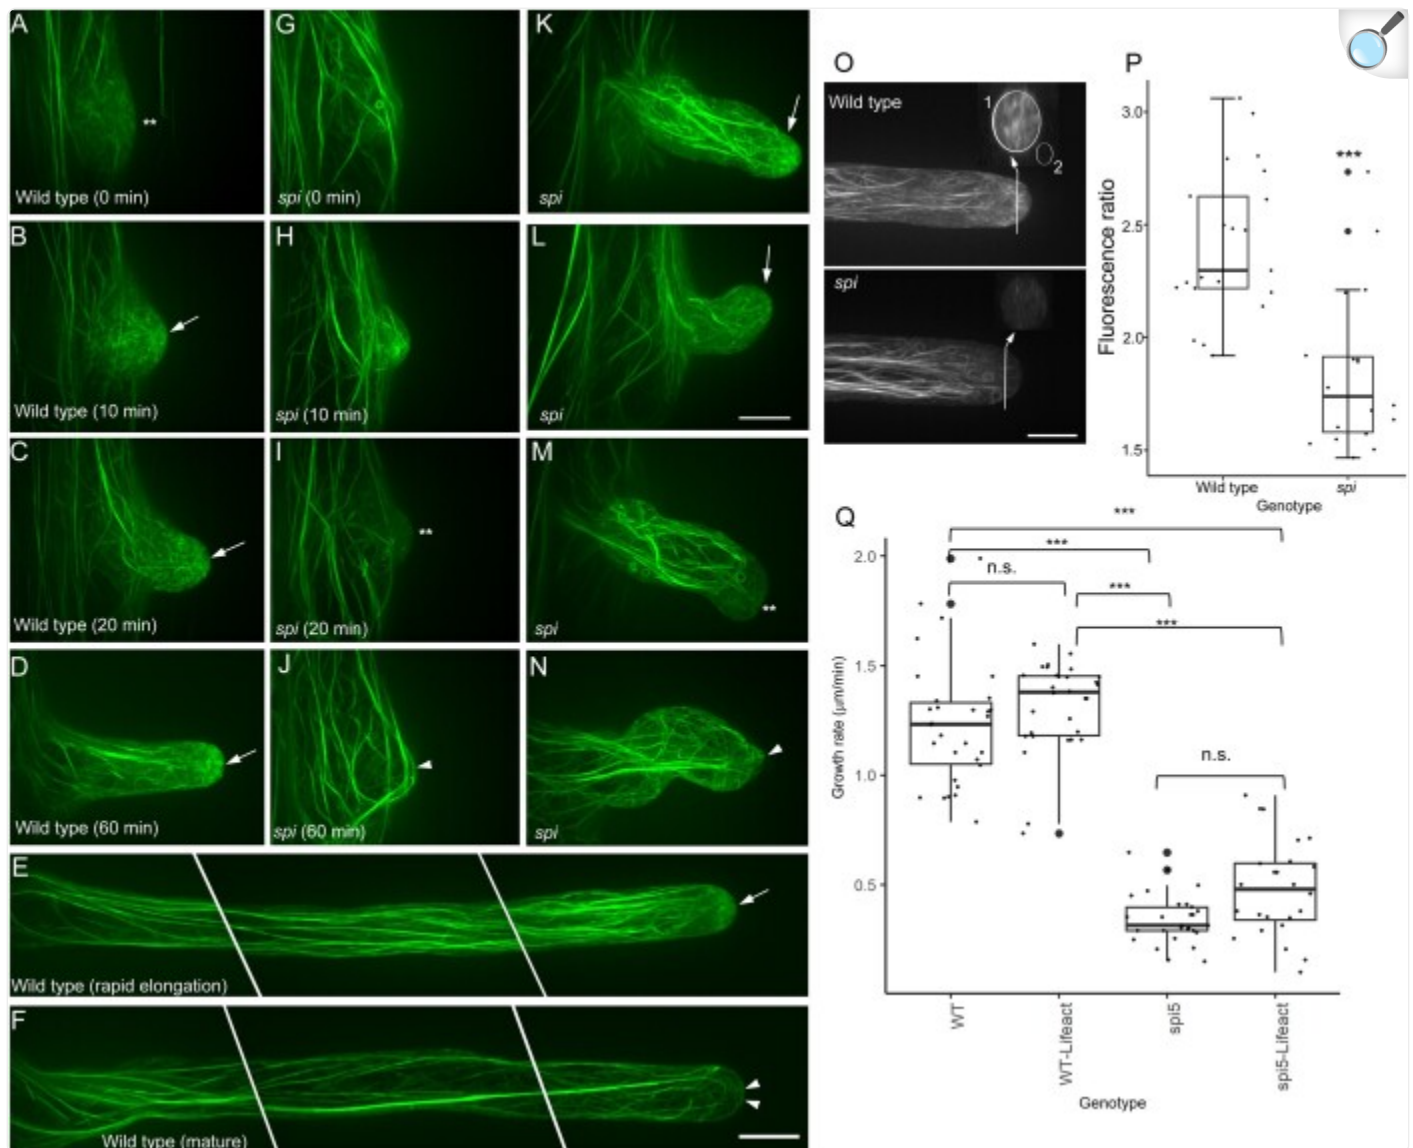 A
**
Wild type (0 min)
G
spi (0 min)
K
spi
B
Wild type (10 min)
H
spi (10 min)
L
spi
C
Wild type (20 min)
I
**
spi (20 min)
M
**
spi
D
Wild type (60 min)
J
spi (60 min)
N
spi
E
Wild type (rapid elongation)
F
Wild type (mature)
O
Wild type
1
2
spi
P
Fluorescence ratio
3.0
2.5
2.0
1.5
***
Wild type
spi
Genotype
Q
Growth rate (μm/min)
2.0
1.5
1.0
0.5
***
***
n.s.
***
***
n.s.
WT
WT-Lifeact
spi5
spi5-Lifeact
Genotype